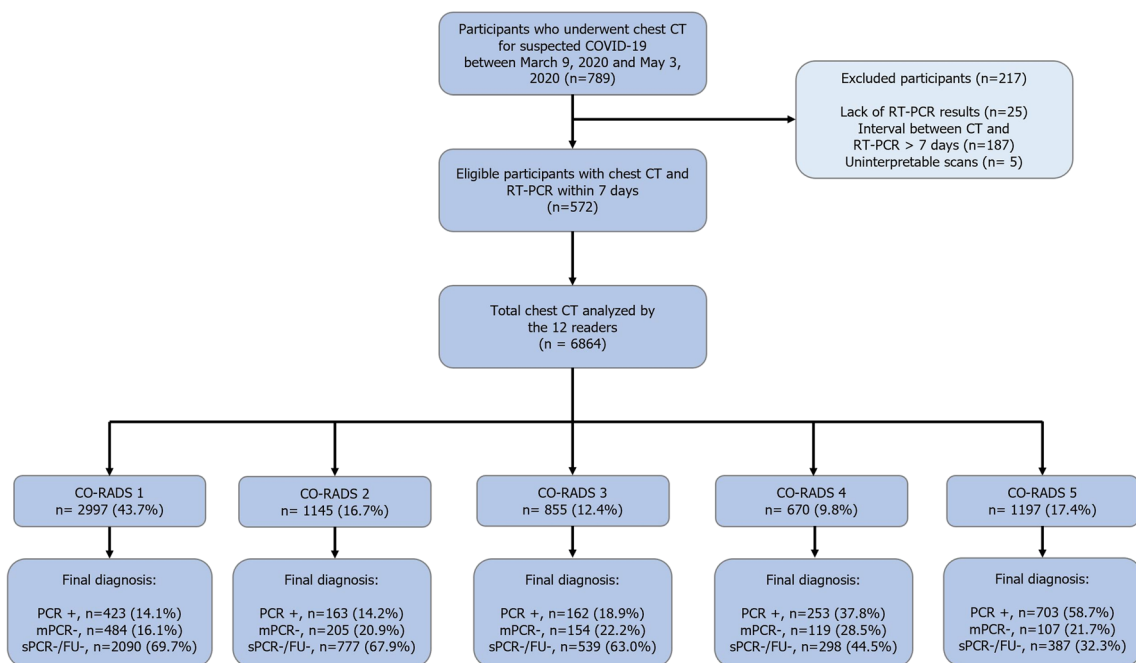 Participants who underwent chest CT
for suspected COVID-19
between March 9, 2020 and May 3,
2020 (n=789)
Excluded participants (n=217)
Lack of RT-PCR results (n=25)
Interval between CT and
RT-PCR > 7 days (n=187)
Uninterpretable scans (n= 5)
Eligible participants with chest CT and
RT-PCR within 7 days
(n=572)
Total chest CT analyzed by
the 12 readers
(n = 6864)
CO-RADS 1
n= 2997 (43.7%)
CO-RADS 2
n= 1145 (16.7%)
CO-RADS 3
n= 855 (12.4%)
CO-RADS 4
n= 670 (9.8%)
CO-RADS 5
n= 1197 (17.4%)
Final diagnosis:
PCR +, n=423 (14.1%)
mPCR-, n=484 (16.1%)
sPCR-/FU-, n=2090 (69.7%)
Final diagnosis:
PCR +, n=163 (14.2%)
mPCR-, n=205 (20.9%)
sPCR-/FU-, n=777 (67.9%)
Final diagnosis:
PCR +, n=162 (18.9%)
mPCR-, n=154 (22.2%)
sPCR-/FU-, n=539 (63.0%)
Final diagnosis:
PCR +, n=253 (37.8%)
mPCR-, n=119 (28.5%)
sPCR-/FU-, n=298 (44.5%)
Final diagnosis:
PCR +, n=703 (58.7%)
mPCR-, n=107 (21.7%)
sPCR-/FU-, n=387 (32.3%)